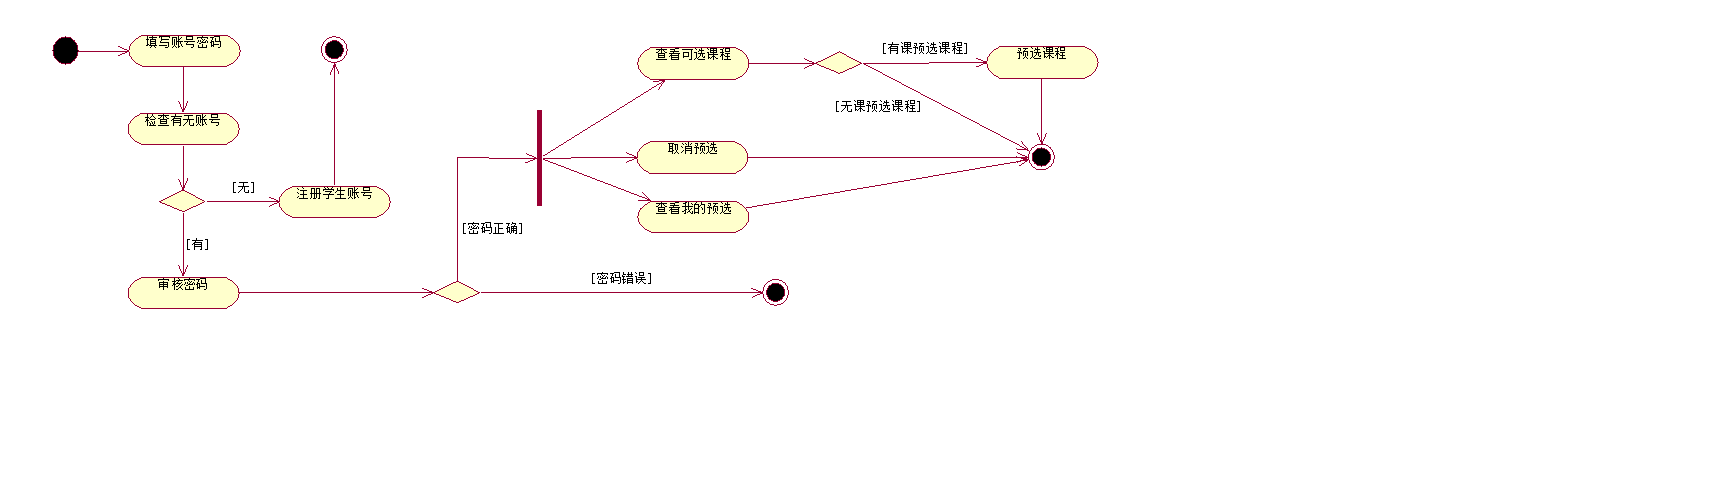 填写账号密码
检查有无账号
[无]
注册学生账号
[有]
审核密码
[密码正确]
[密码错误]
查看可选课程
[有课预选课程]
预选课程
[无课预选课程]
取消预选
查看我的预选